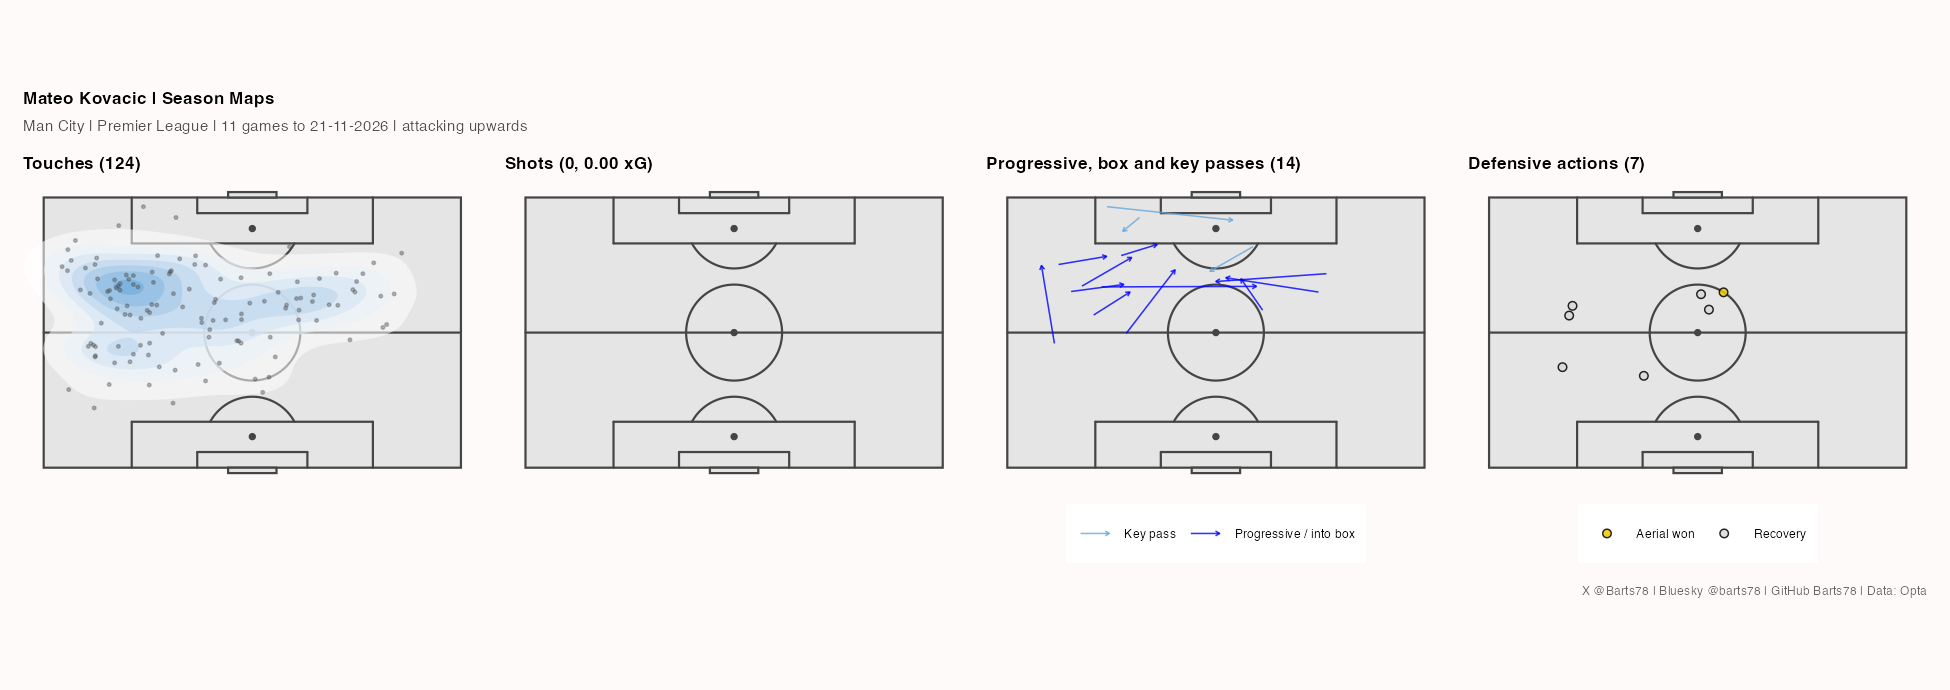 Mateo Kovacic | Season Maps
Man City | Premier League | 11 games to 21-11-2026 | attacking upwards
Touches (124)
Shots (0, 0.00 xG)
Progressive, box and key passes (14)
Defensive actions (7)
Key pass
Progressive / into box
Aerial won
Recovery
X @Barts78 | Bluesky @barts78 | GitHub Barts78 | Data: Opta